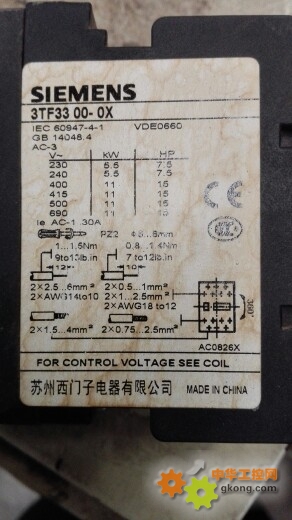 SIEMENS
3TF33 00-0X
IEC 60947-4-1 VDE0660
GB 14048.4
AC-3
V~ kW HP
230 5.5 7.5
240 5.5 7.5
400 11 15
415 11 15
500 11 15
690 11 15
Ie AC-1 30A
PZ2
1...1.5Nm 0.8...1.4Nm
9to13lb.in 7to12lb.in
12 10
2×2.5...6mm² 2×0.5...1mm²
2×AWG14to10 2×1...2.5mm²
2×AWG18 to12
2×1.5...4mm² 2×0.75...2.5mm²
360°
AC0826X
FOR CONTROL VOLTAGE SEE COIL
苏州西门子电器有限公司 MADE IN CHINA
中华工控网
gkong.com